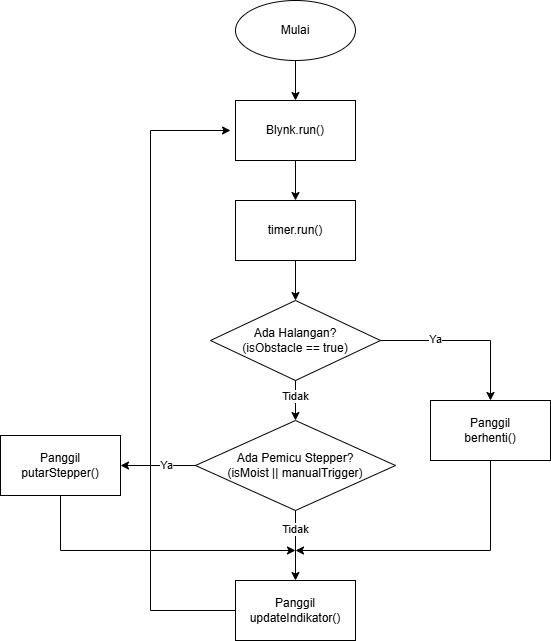 Mulai
Blynk.run()
timer.run()
Ada Halangan?
(isObstacle == true)
Ya
Tidak
Panggil
berhenti()
Ada Pemicu Stepper?
(isMoist || manualTrigger)
Ya
Panggil
putarStepper()
Tidak
Panggil
updateIndikator()